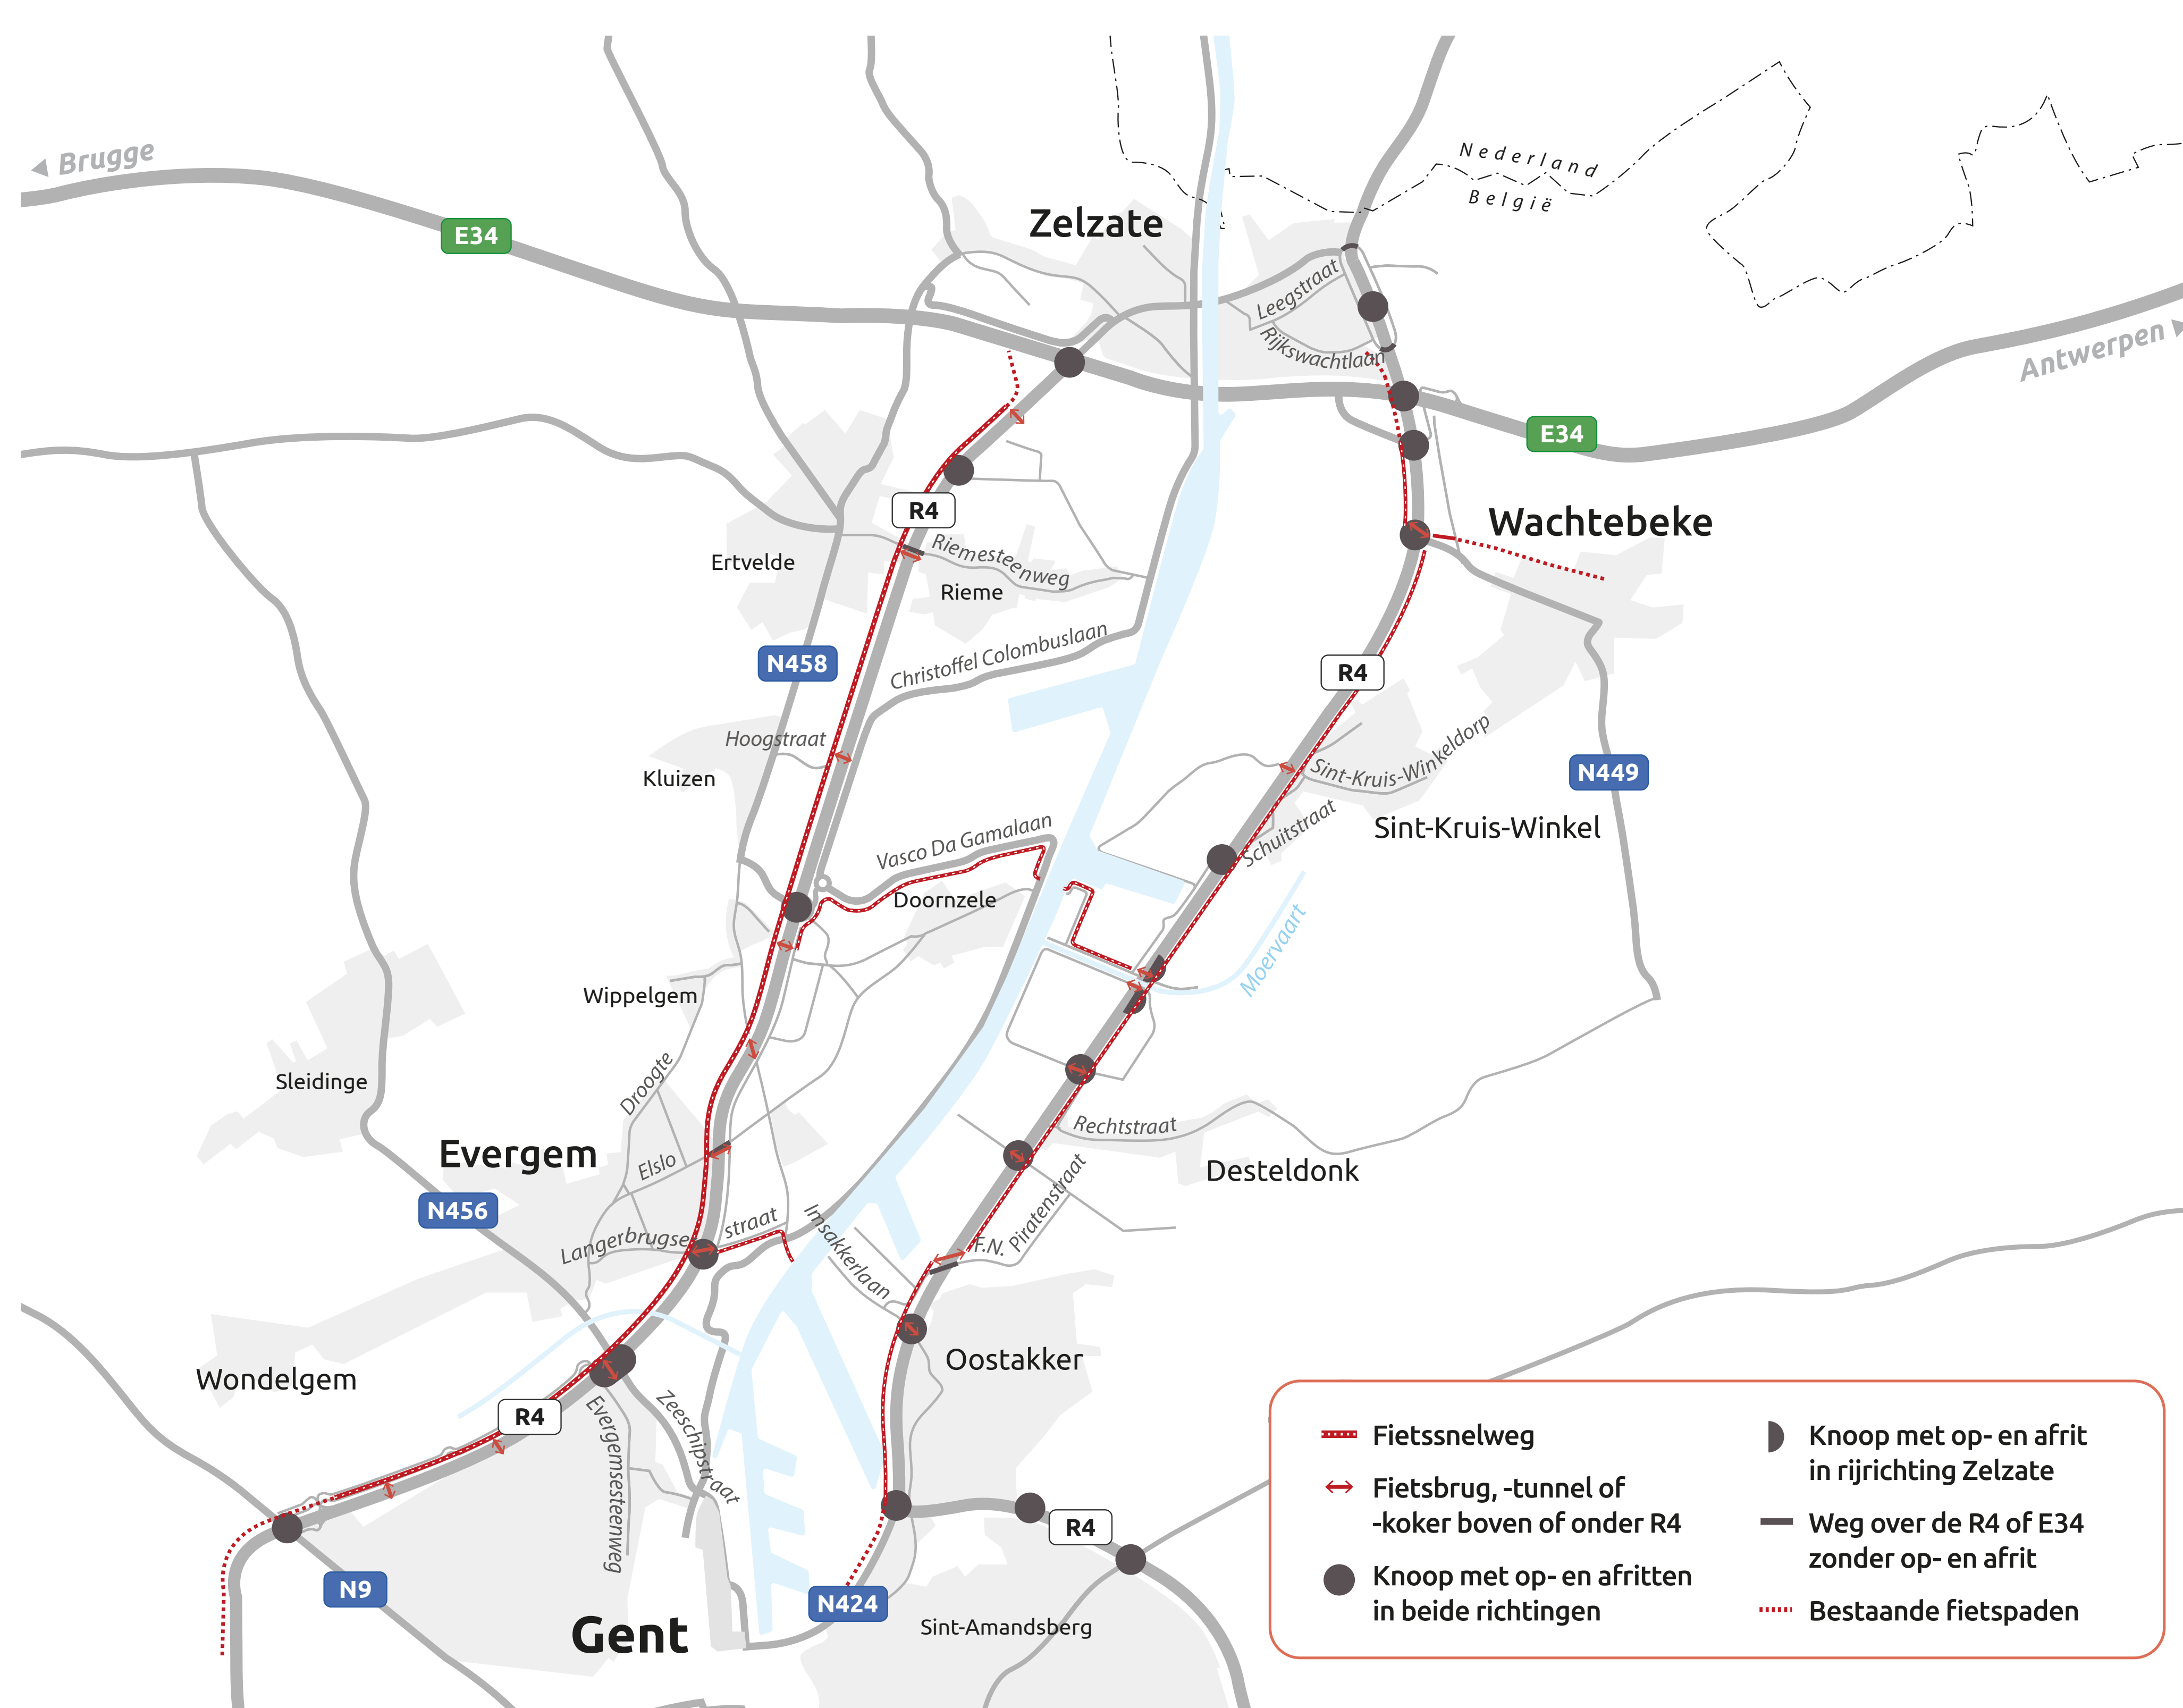 Brugge
E34
Zelzate
Nederland
België
Leegstraat
Rijkswachtlaan
Antwerpen
E34
R4
Wachtebeke
Ertvelde
Riemesteenweg
Rieme
N458
Christoffel Colombuslaan
R4
Hoogstraat
Kluizen
Sint-Kruis-Winkeldorp
N449
Schuitstraat
Sint-Kruis-Winkel
Vasco Da Gamalaan
Doornzele
Moervaart
Wippelgem
Droogte
Sleidinge
Rechtstraat
Evergem
Elslo
Desteldonk
N456
Langerbrugse
straat
Imsakkerlaan
F.N. Piratenstraat
Oostakker
Wondelgem
R4
Evergemsesteenweg
Zeeschipstraat
R4
N9
N424
Gent
Sint-Amandsberg
Fietssnelweg
Fietsbrug, -tunnel of
-koker boven of onder R4
Knoop met op- en afritten
in beide richtingen
Knoop met op- en afrit
in rijrichting Zelzate
Weg over de R4 of E34
zonder op- en afrit
Bestaande fietspaden